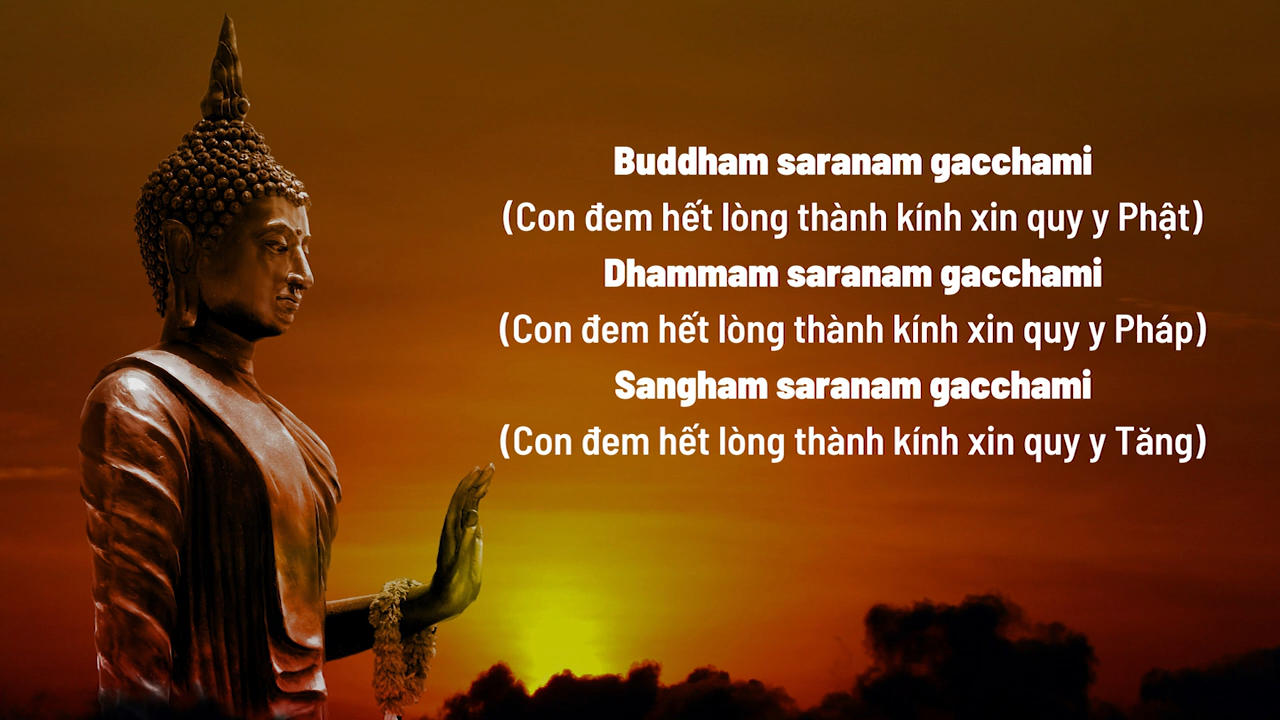 Buddham saranam gacchami
(Con đem hết lòng thành kính xin quy y Phật)
Dhammam saranam gacchami
(Con đem hết lòng thành kính xin quy y Pháp)
Sangham saranam gacchami
(Con đem hết lòng thành kính xin quy y Tăng)